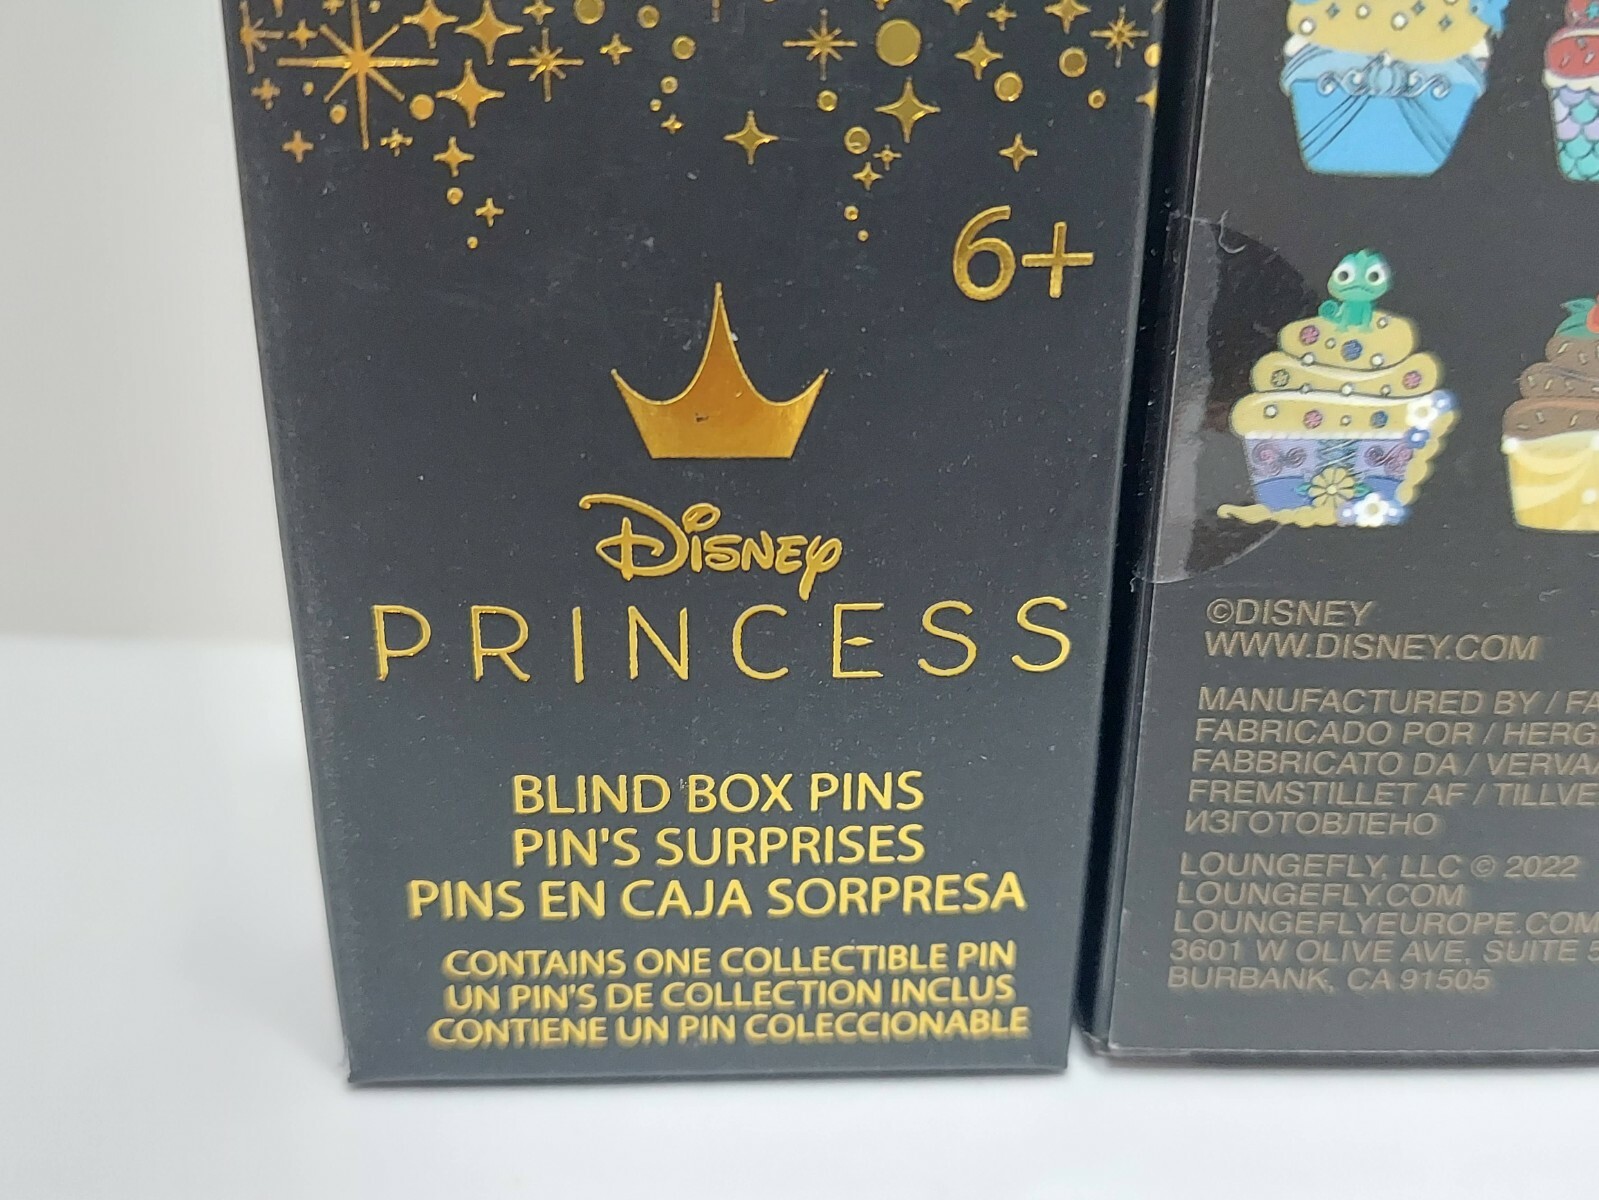 6+
DISNEY
PRINCESS
BLIND BOX PINS
PIN'S SURPRISES
PINS EN CAJA SORPRESA
CONTAINS ONE COLLECTIBLE PIN
UN PIN'S DE COLLECTION INCLUS
CONTIENE UN PIN COLECCIONABLE
©DISNEY
WWW.DISNEY.COM
MANUFACTURED BY /
FABRICADO POR /
FABBRICATO DA /
FREMSTILLET AF /
ИЗГОТОВЛЕНО
LOUNGEFLY, LLC © 2022
LOUNGEFLY.COM
LOUNGEFLYEUROPE.COM
3601 W OLIVE AVE, SUITE
BURBANK, CA 91505